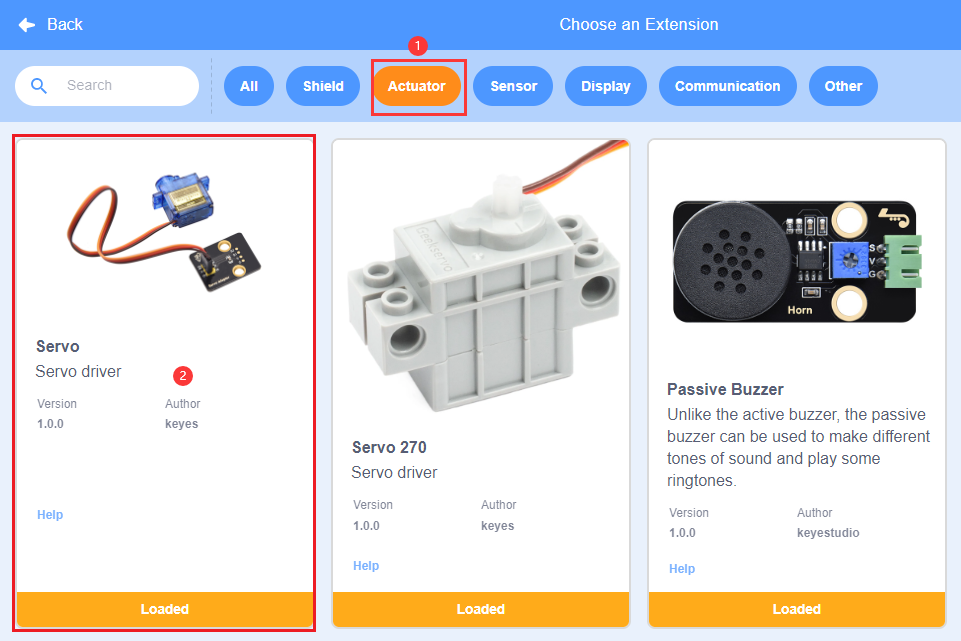 Back
Choose an Extension
1
Search
All
Shield
Actuator
Sensor
Display
Communication
Other
Servo
Servo driver
2
Version
Author
1.0.0
keyes
Help
Loaded
Geekservo
Servo 270
Servo driver
Version
Author
1.0.0
keyes
Help
Loaded
S
V
G
Horn
Passive Buzzer
Unlike the active buzzer, the passive
buzzer can be used to make different
tones of sound and play some
ringtones.
Version
Author
1.0.0
keyestudio
Help
Loaded